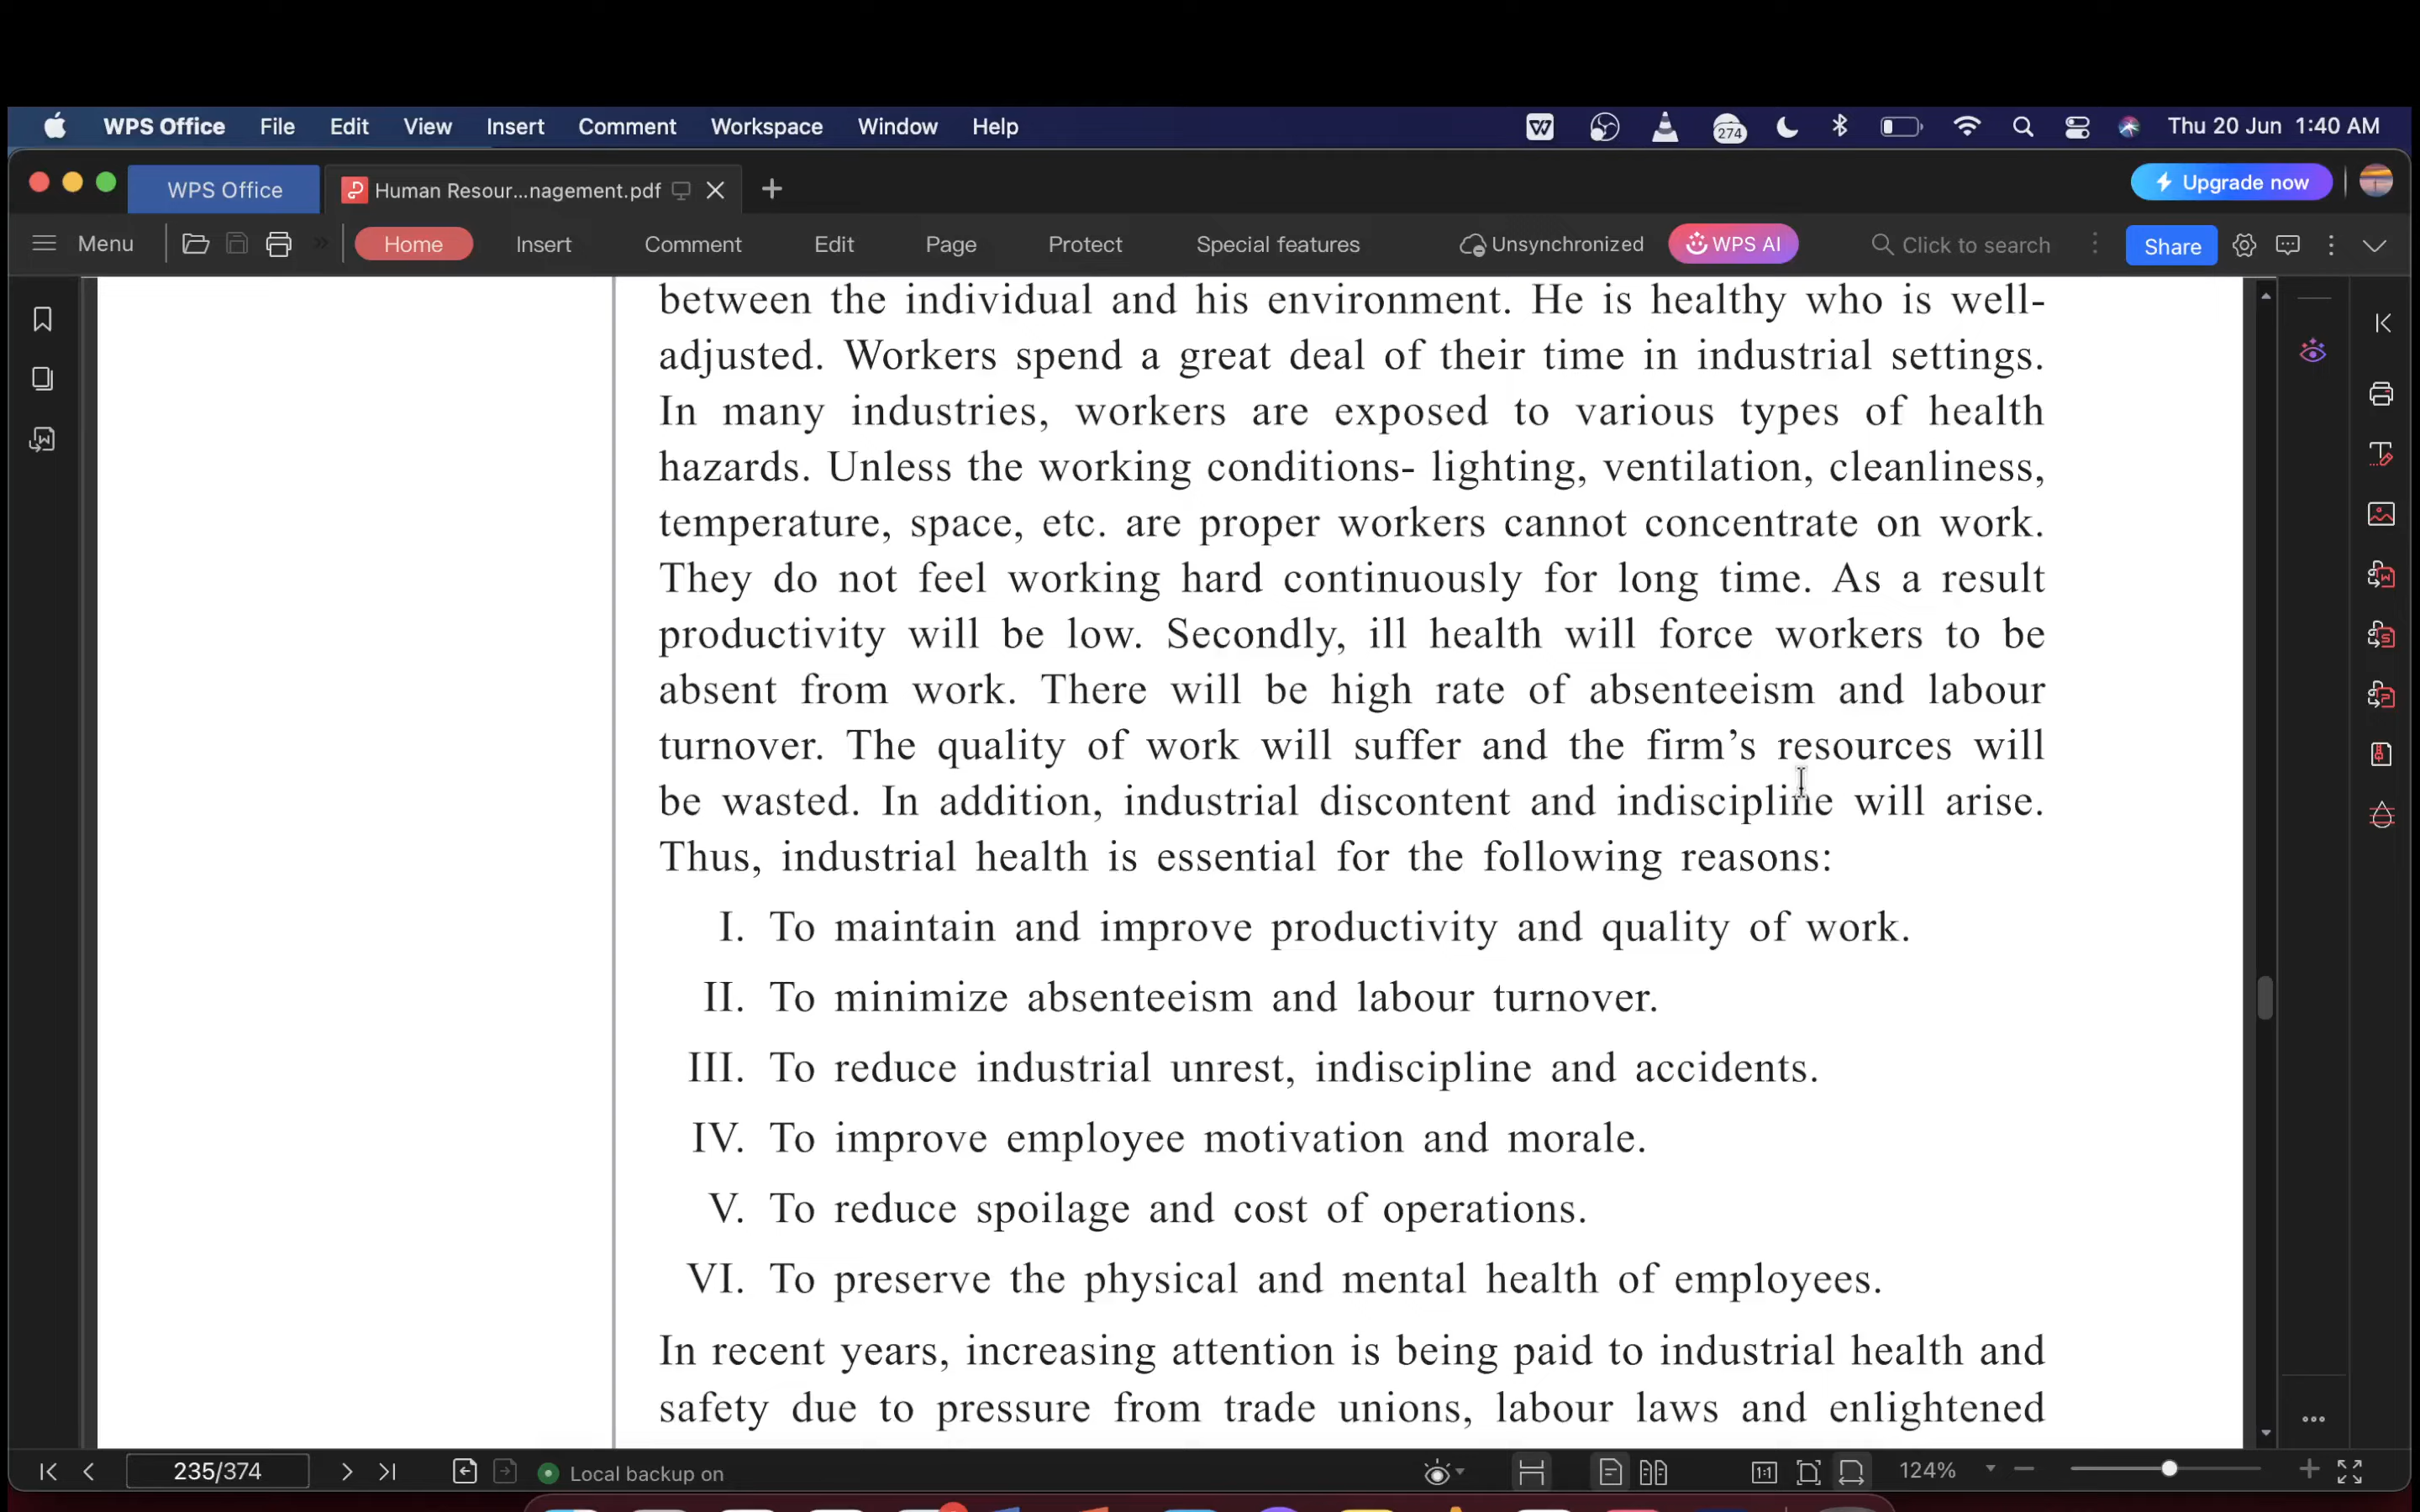 WPS Office File Edit View Insert Comment Workspace Window Help 274 Thu 20 Jun 1:40 AM
WPS Office Human Resour...nagement.pdf Upgrade now
Menu Home Insert Comment Edit Page Protect Special features Unsynchronized WPS AI Click to search Share
between the individual and his environment. He is healthy who is well-
adjusted. Workers spend a great deal of their time in industrial settings.
In many industries, workers are exposed to various types of health
hazards. Unless the working conditions- lighting, ventilation, cleanliness,
temperature, space, etc. are proper workers cannot concentrate on work.
They do not feel working hard continuously for long time. As a result
productivity will be low. Secondly, ill health will force workers to be
absent from work. There will be high rate of absenteeism and labour
turnover. The quality of work will suffer and the firm’s resources will
be wasted. In addition, industrial discontent and indiscipline will arise.
Thus, industrial health is essential for the following reasons:
I. To maintain and improve productivity and quality of work.
II. To minimize absenteeism and labour turnover.
III. To reduce industrial unrest, indiscipline and accidents.
IV. To improve employee motivation and morale.
V. To reduce spoilage and cost of operations.
VI. To preserve the physical and mental health of employees.
In recent years, increasing attention is being paid to industrial health and
safety due to pressure from trade unions, labour laws and enlightened
235/374 Local backup on 1:1 124%